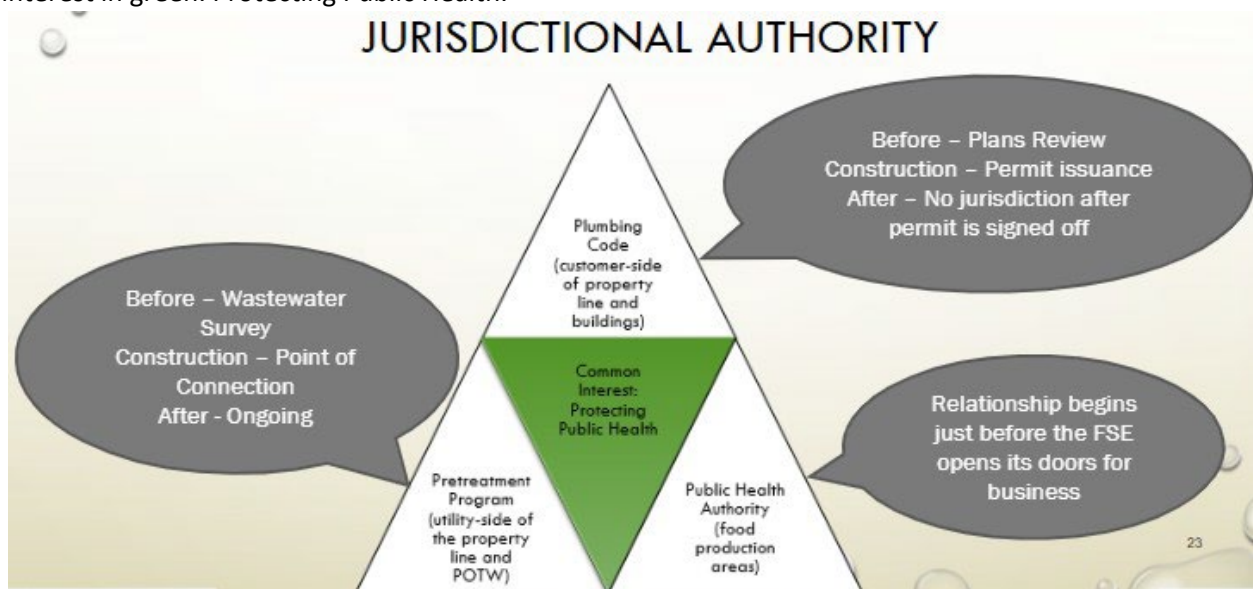 interest in green: Protecting Public Health.
JURISDICTIONAL AUTHORITY
Before – Plans Review
Construction – Permit issuance
After – No jurisdiction after
permit is signed off
Plumbing
Code
(customer-side
of property
line and
buildings)
Before – Wastewater
Survey
Construction – Point of
Connection
After - Ongoing
Common
Interest:
Protecting
Public Health
Relationship begins
just before the FSE
opens its doors for
business
Pretreatment
Program
(utility-side of
the property
line and
POTW)
Public Health
Authority
(food
production
areas)
23